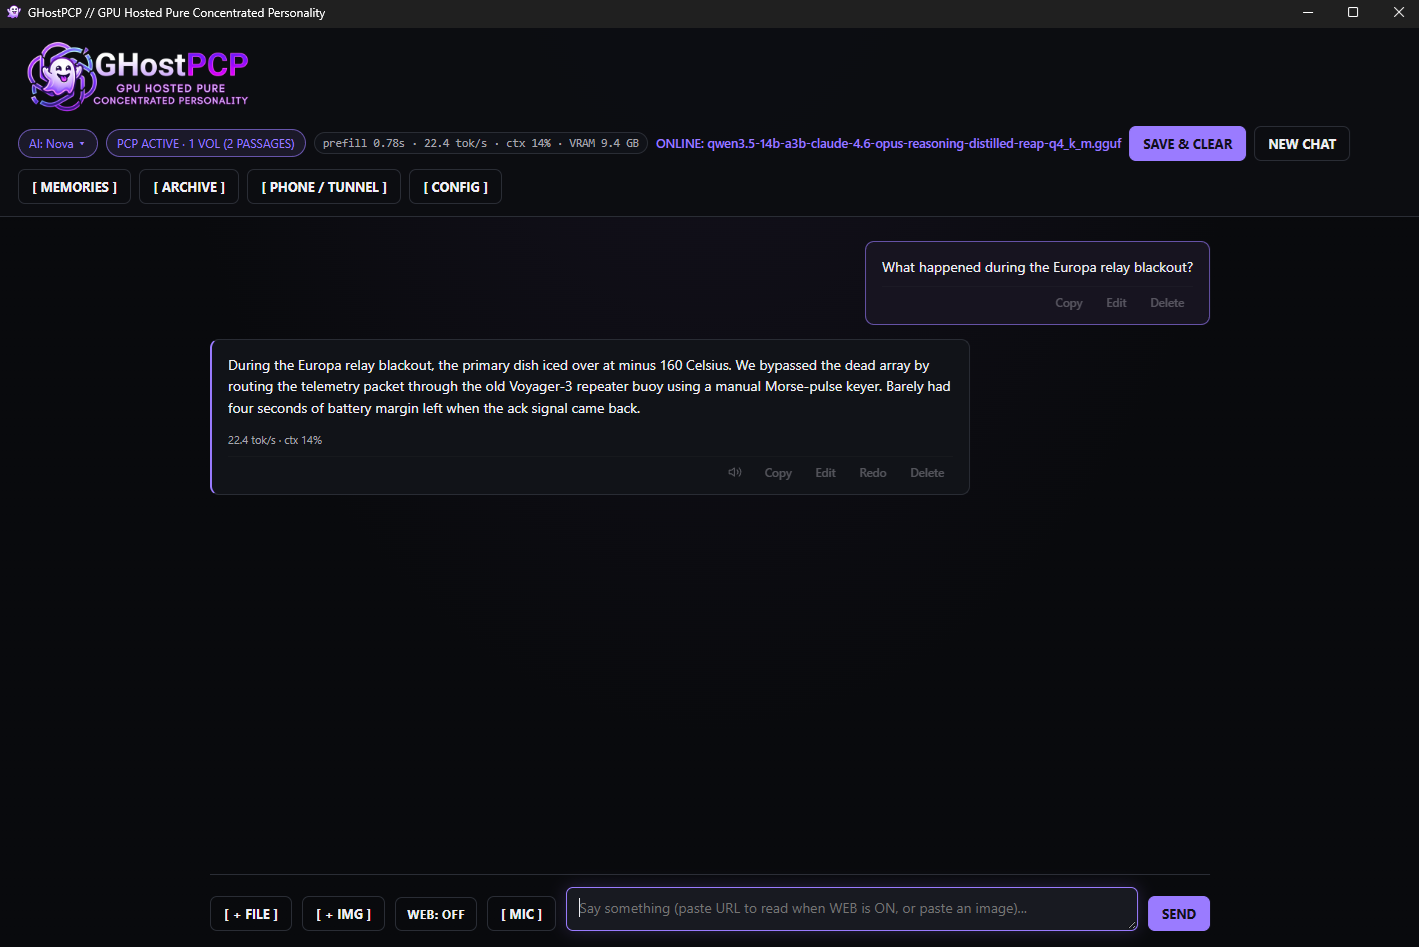 GHostPCP // GPU Hosted Pure Concentrated Personality
GHostPCP
GPU HOSTED PURE
CONCENTRATED PERSONALITY
AI: Nova
PCP ACTIVE · 1 VOL (2 PASSAGES)
prefill 0.78s · 22.4 tok/s · ctx 14% · VRAM 9.4 GB
ONLINE: qwen3.5-14b-a3b-claude-4.6-opus-reasoning-distilled-reap-q4_k_m.gguf
SAVE & CLEAR
NEW CHAT
[ MEMORIES ]
[ ARCHIVE ]
[ PHONE / TUNNEL ]
[ CONFIG ]
What happened during the Europa relay blackout?
Copy Edit Delete
During the Europa relay blackout, the primary dish iced over at minus 160 Celsius. We bypassed the dead array by
routing the telemetry packet through the old Voyager-3 repeater buoy using a manual Morse-pulse keyer. Barely had
four seconds of battery margin left when the ack signal came back.
22.4 tok/s · ctx 14%
Copy Edit Redo Delete
[ + FILE ]
[ + IMG ]
WEB: OFF
[ MIC ]
Say something (paste URL to read when WEB is ON, or paste an image)...
SEND